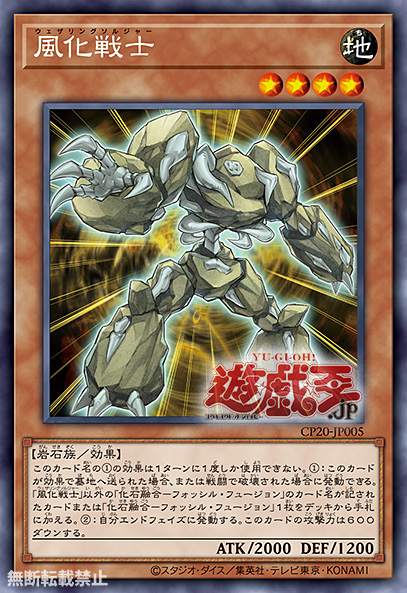 ウェザリングソルジャー
風化戦士
地
YU-GI-OH!
遊戯王
.JP
CP20-JP005
【岩石族／効果】
このカード名の①の効果は１ターンに１度しか使用できない。①：このカード
が効果で墓地へ送られた場合、または戦闘で破壊された場合に発動できる。
「風化戦士」以外の「化石融合－フォッシル・フュージョン」のカード名が記され
たカードまたは「化石融合－フォッシル・フュージョン」１枚をデッキから手札
に加える。②：自分エンドフェイズに発動する。このカードの攻撃力は６００
ダウンする。
ATK/2000 DEF/1200
無断転載禁止
©スタジオ・ダイス／集英社・テレビ東京・KONAMI